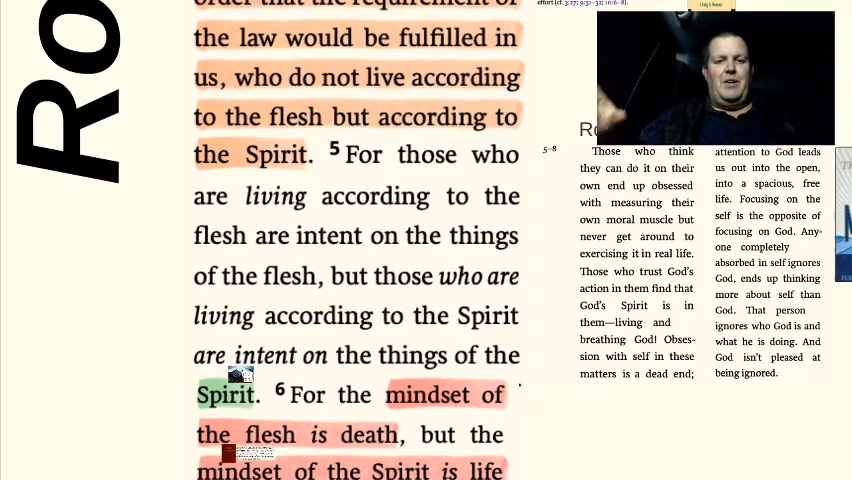 Ro
order that the requirement of
the law would be fulfilled in
us, who do not live according
to the flesh but according to
the Spirit. 5 For those who
are living according to the
flesh are intent on the things
of the flesh, but those who are
living according to the Spirit
are intent on the things of the
Spirit. 6 For the mindset of
the flesh is death, but the
mindset of the Spirit is life
effort (cf. 3:27; 9:31–32; 10:6–8).
Ro
5–8
Those who think
they can do it on their
own end up obsessed
with measuring their
own moral muscle but
never get around to
exercising it in real life.
Those who trust God's
action in them find that
God's Spirit is in
them—living and
breathing God! Obses-
sion with self in these
matters is a dead end;
attention to God leads
us out into the open,
into a spacious, free
life. Focusing on the
self is the opposite of
focusing on God. Any-
one completely
absorbed in self ignores
God, ends up thinking
more about self than
God. That person
ignores who God is and
what he is doing. And
God isn't pleased at
being ignored.